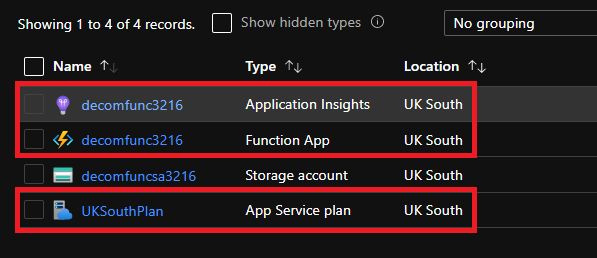 Showing 1 to 4 of 4 records.
Show hidden types
No grouping
Name
Type
Location
decomfunc3216
Application Insights
UK South
decomfunc3216
Function App
UK South
decomfuncsa3216
Storage account
UK South
UKSouthPlan
App Service plan
UK South